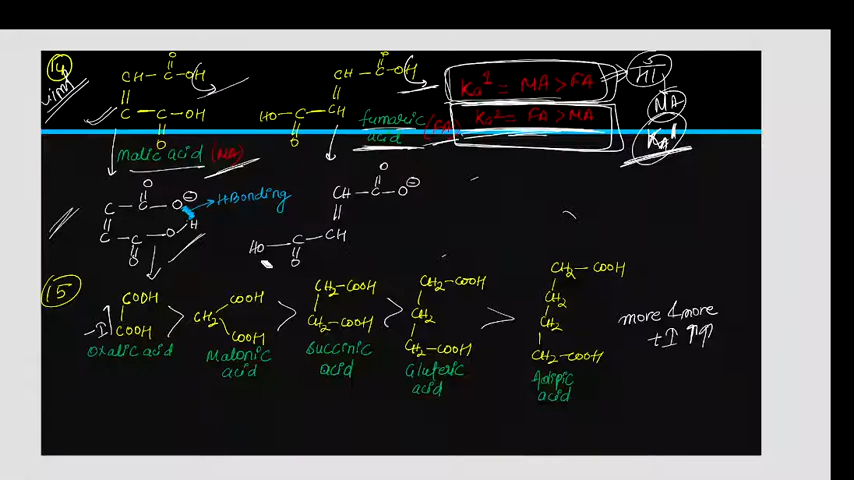 14
vimp
O
CH – C – OH
C – C – OH
O
Malic acid (MA)
O
CH – C – OH
HO – C – CH
O
fumaric acid (FA)
Ka1 = MA > FA
Ka2 = FA > MA
MA
O
C – C – O⊖
H Bonding
C – C – O – H
O
O
CH – C – O⊖
HO – C – CH
O
15
-I
COOH
COOH
Oxalic acid
>
CH2
COOH
COOH
Malonic acid
>
CH2-COOH
CH2-COOH
Succinic acid
>
CH2-COOH
CH2
CH2-COOH
Gluteric acid
>
CH2-COOH
CH2
CH2
CH2-COOH
Adipic acid
more & more
+I ↑↑